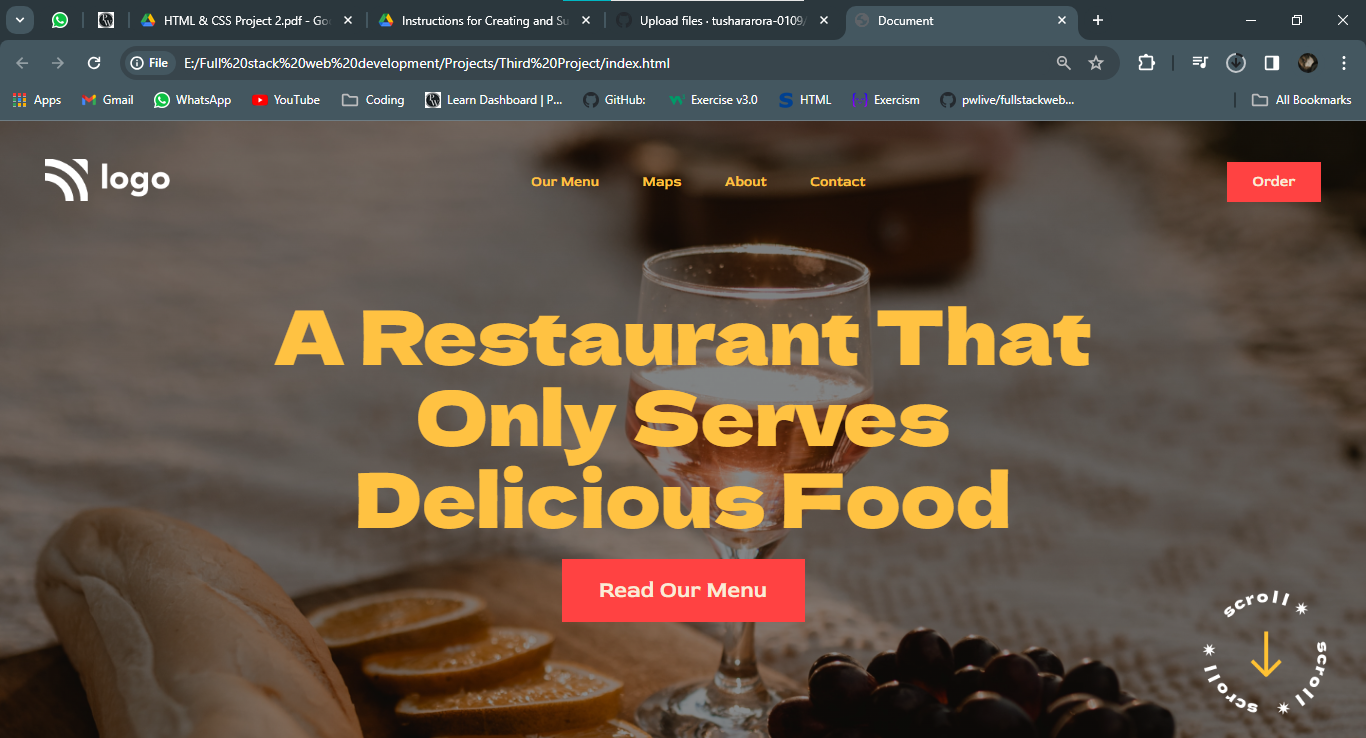 HTML & CSS Project 2.pdf - Goo
Instructions for Creating and Su
Upload files · tushararora-0109/
Document
File
E:/Full%20stack%20web%20development/Projects/Third%20Project/index.html
Apps
Gmail
WhatsApp
YouTube
Coding
Learn Dashboard | P...
GitHub:
Exercise v3.0
HTML
Exercism
pwlive/fullstackweb...
All Bookmarks
logo
Our Menu
Maps
About
Contact
Order
A Restaurant That
Only Serves
Delicious Food
Read Our Menu
scroll
scroll
scroll